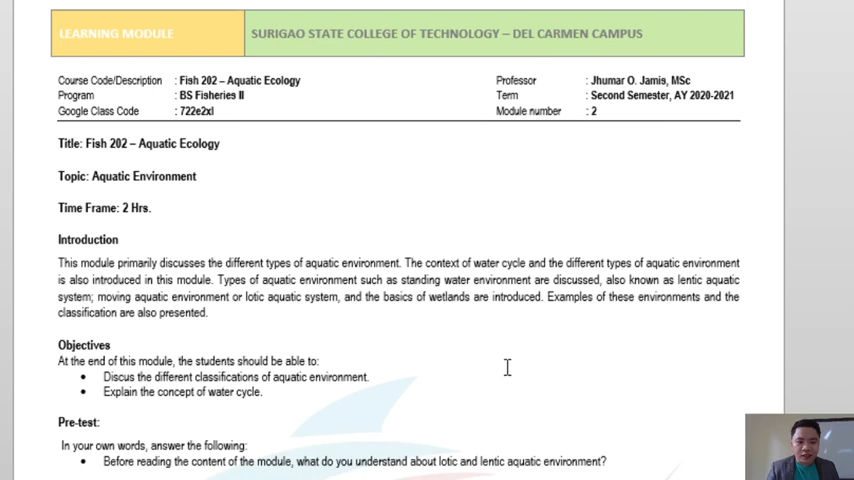 LEARNING MODULE
SURIGAO STATE COLLEGE OF TECHNOLOGY – DEL CARMEN CAMPUS
Course Code/Description : Fish 202 – Aquatic Ecology
Professor : Jhumar O. Jamis, MSc
Program : BS Fisheries II
Term : Second Semester, AY 2020-2021
Google Class Code : 722e2xl
Module number : 2
Title: Fish 202 – Aquatic Ecology
Topic: Aquatic Environment
Time Frame: 2 Hrs.
Introduction
This module primarily discusses the different types of aquatic environment. The context of water cycle and the different types of aquatic environment
is also introduced in this module. Types of aquatic environment such as standing water environment are discussed, also known as lentic aquatic
system; moving aquatic environment or lotic aquatic system, and the basics of wetlands are introduced. Examples of these environments and the
classification are also presented.
Objectives
At the end of this module, the students should be able to:
• Discus the different classifications of aquatic environment.
• Explain the concept of water cycle.
Pre-test:
In your own words, answer the following:
• Before reading the content of the module, what do you understand about lotic and lentic aquatic environment?